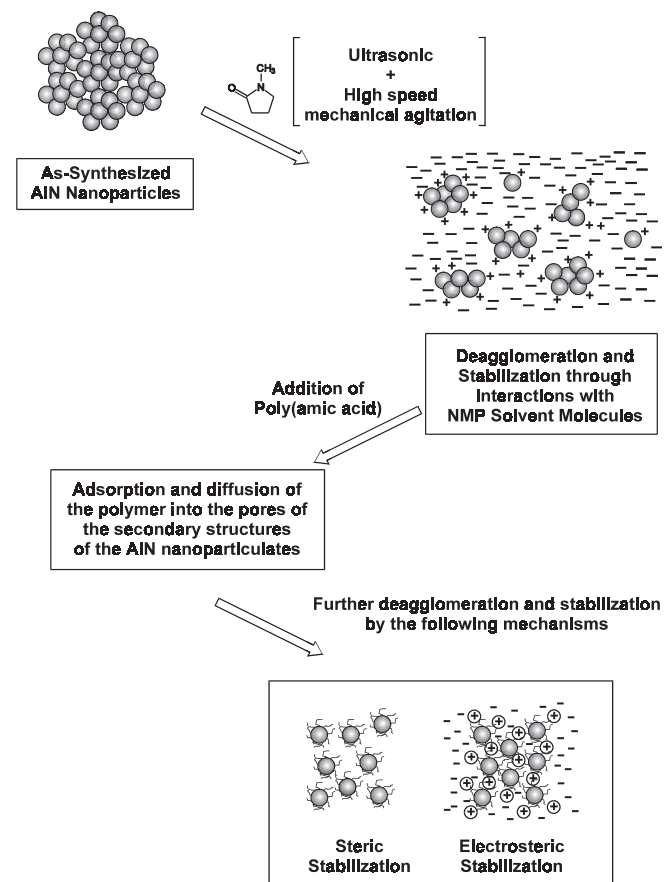 CH₃
N
O
Ultrasonic
+
High speed
mechanical agitation
As-Synthesized
AlN Nanoparticles
Deagglomeration and
Stabilization through
Interactions with
NMP Solvent Molecules
Addition of
Poly(amic acid)
Adsorption and diffusion of
the polymer into the pores of
the secondary structures
of the AlN nanoparticulates
Further deagglomeration and stabilization
by the following mechanisms
Steric
Stabilization
Electrosteric
Stabilization